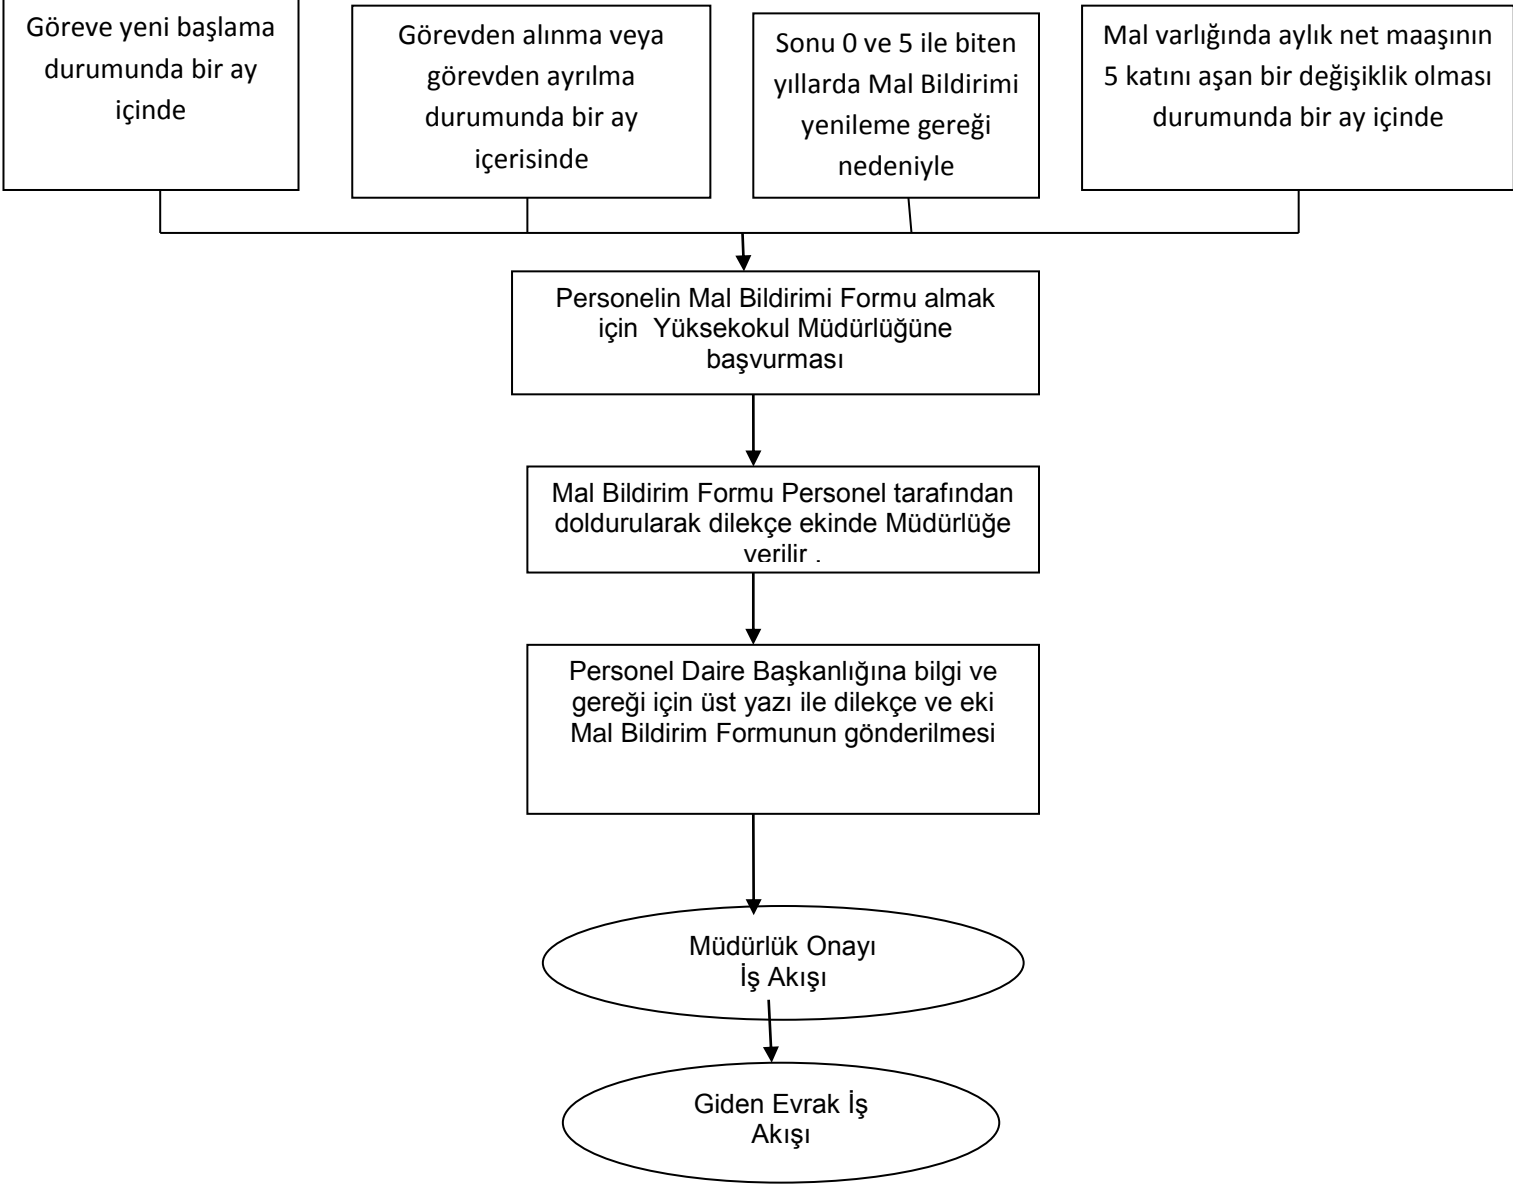 Göreve yeni başlama
durumunda bir ay
içinde
Görevden alınma veya
görevden ayrılma
durumunda bir ay
içerisinde
Sonu 0 ve 5 ile biten
yıllarda Mal Bildirimi
yenileme gereği
nedeniyle
Mal varlığında aylık net maaşının
5 katını aşan bir değişiklik olması
durumunda bir ay içinde
Personelin Mal Bildirimi Formu almak
için  Yüksekokul Müdürlüğüne
başvurması
Mal Bildirim Formu Personel tarafından
doldurularak dilekçe ekinde Müdürlüğe
verilir .
Personel Daire Başkanlığına bilgi ve
gereği için üst yazı ile dilekçe ve eki
Mal Bildirim Formunun gönderilmesi
Müdürlük Onayı
İş Akışı
Giden Evrak İş
Akışı